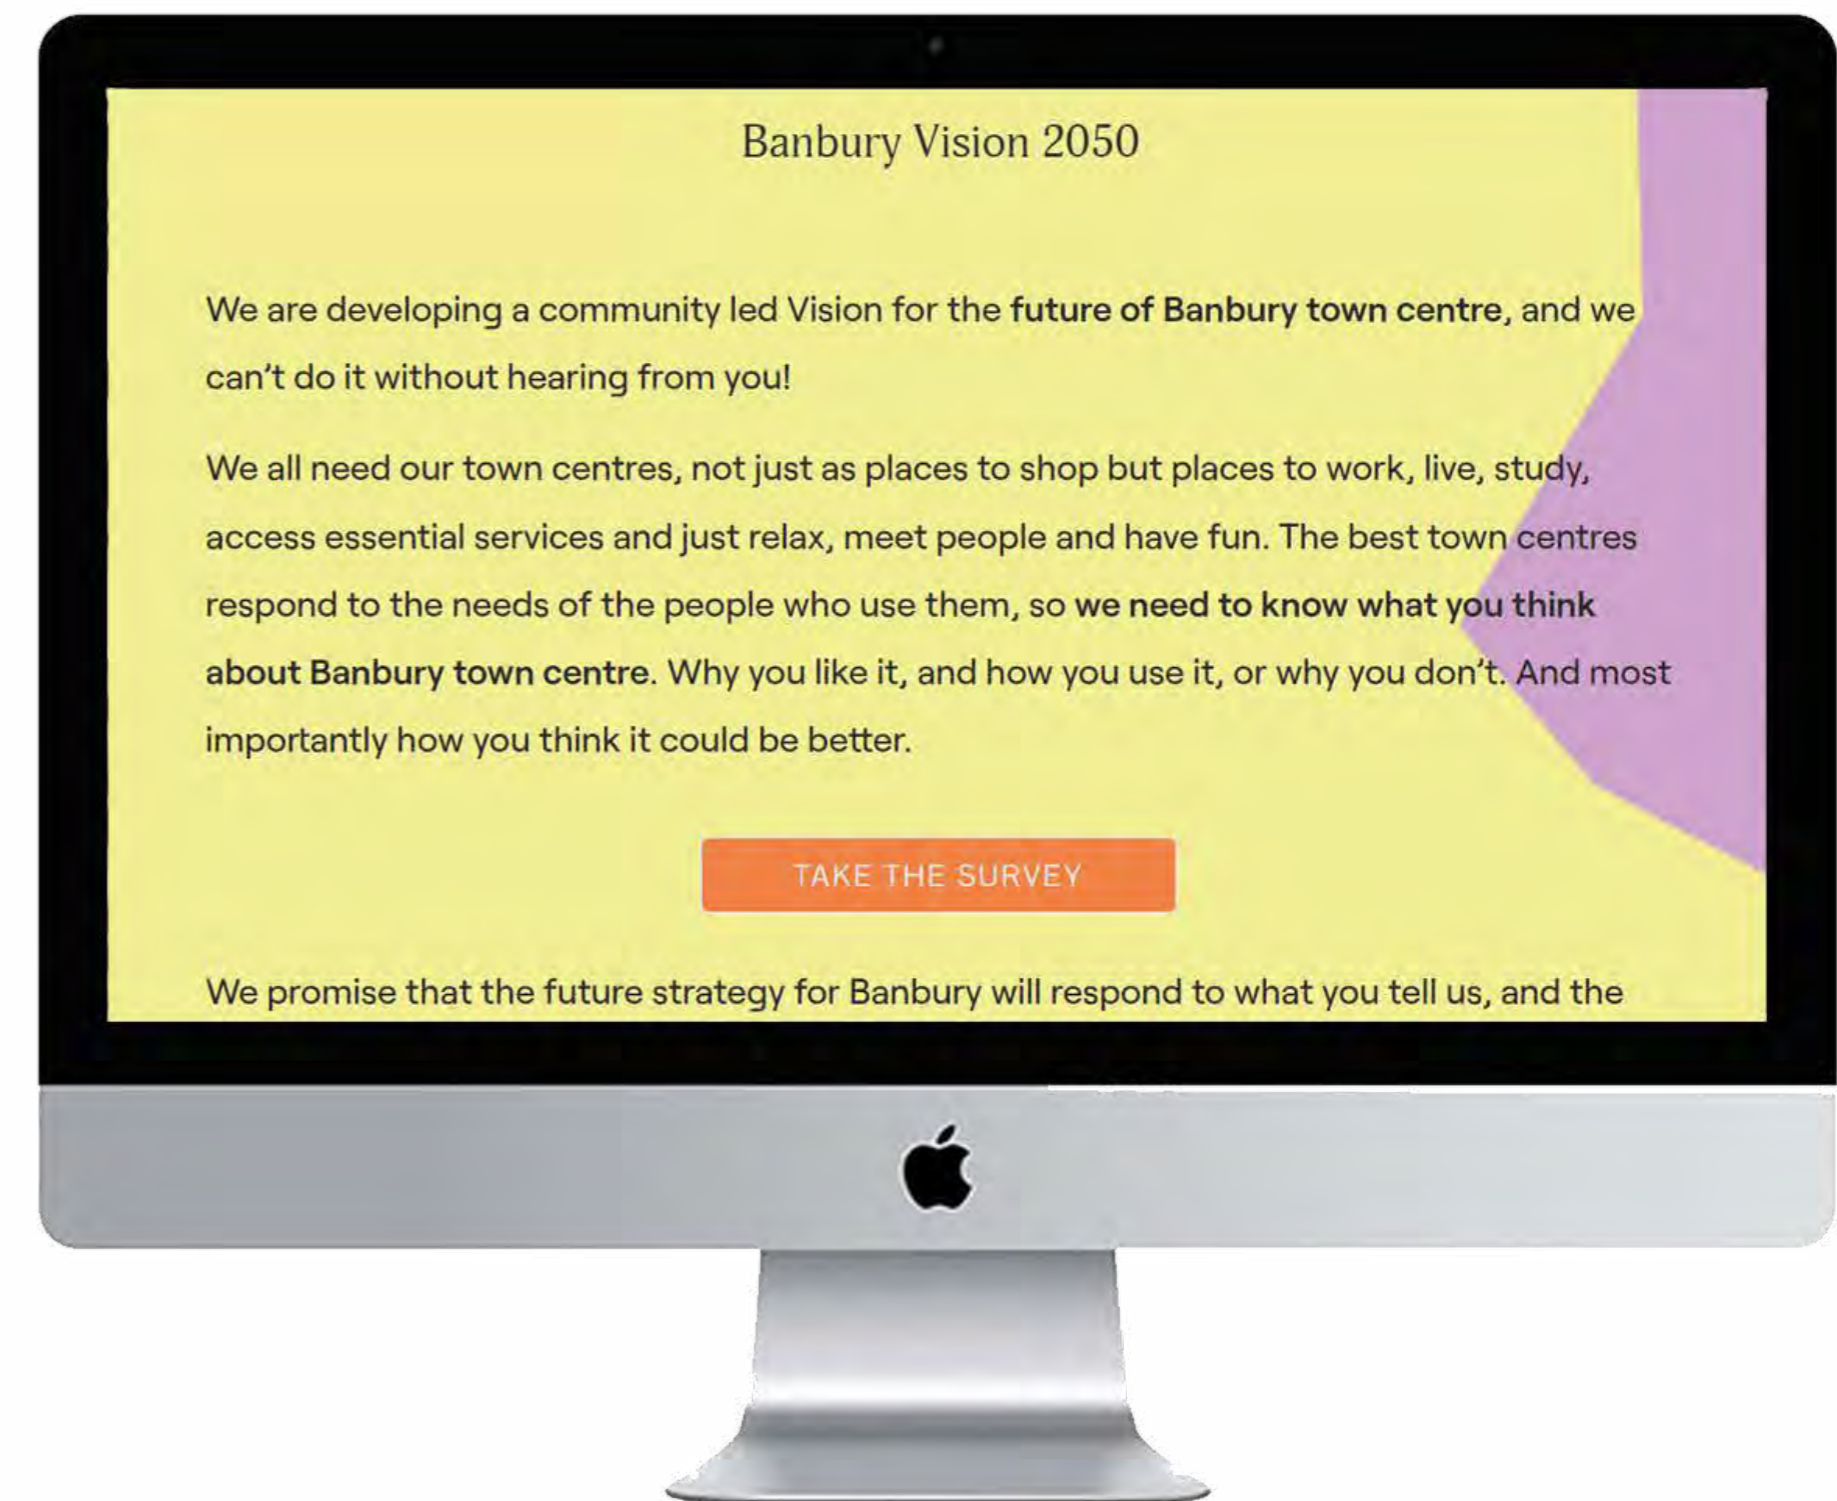 Banbury Vision 2050
We are developing a community led Vision for the future of Banbury town centre, and we
can't do it without hearing from you!
We all need our town centres, not just as places to shop but places to work, live, study,
access essential services and just relax, meet people and have fun. The best town centres
respond to the needs of the people who use them, so we need to know what you think
about Banbury town centre. Why you like it, and how you use it, or why you don't. And most
importantly how you think it could be better.
TAKE THE SURVEY
We promise that the future strategy for Banbury will respond to what you tell us, and the